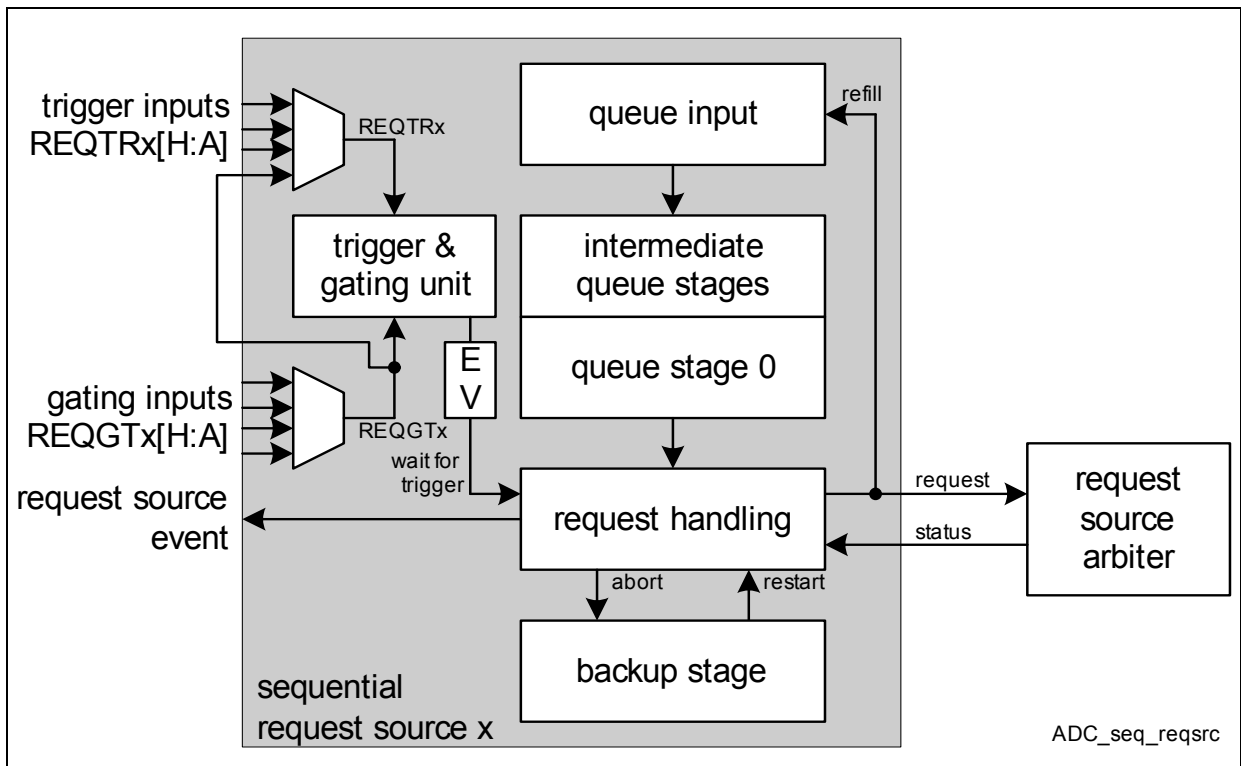 trigger inputs
REQTRx[H:A]
REQTRx
queue input
refill
trigger &
gating unit
intermediate
queue stages
E
V
queue stage 0
gating inputs
REQGTx[H:A]
REQGTx
wait for
trigger
request source
event
request handling
request
status
request
source
arbiter
abort
restart
backup stage
sequential
request source x
ADC_seq_reqsrc